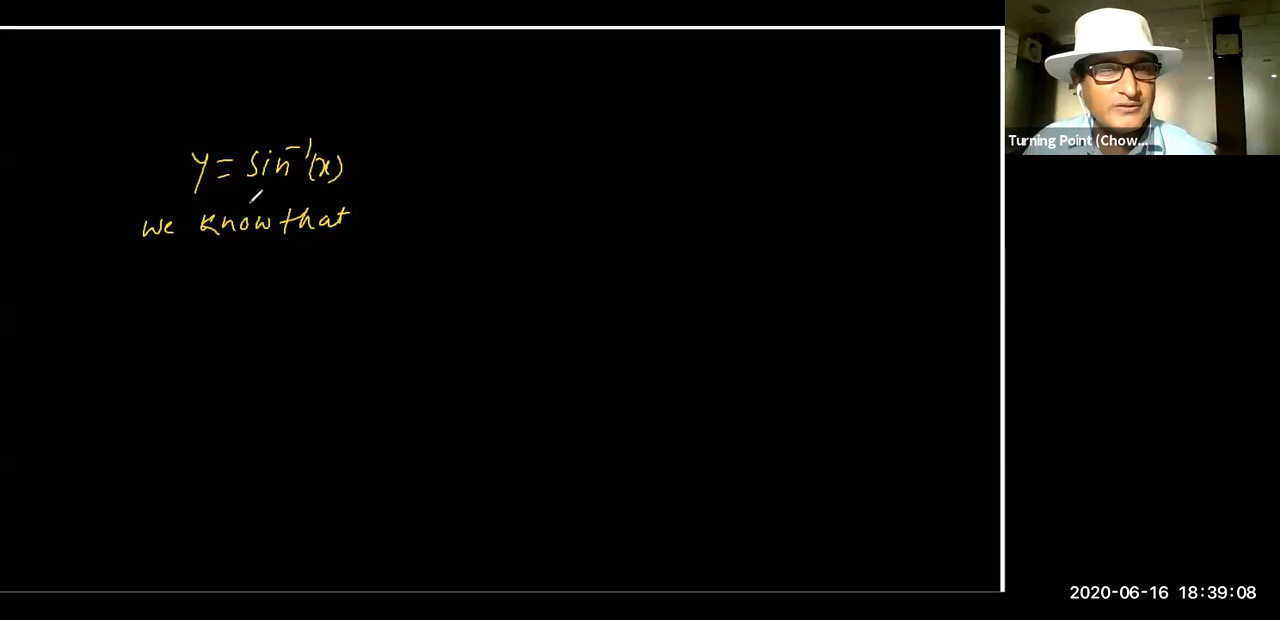 y = sin⁻¹(x)
we know that
Turning Point (Chow...
2020-06-16 18:39:08